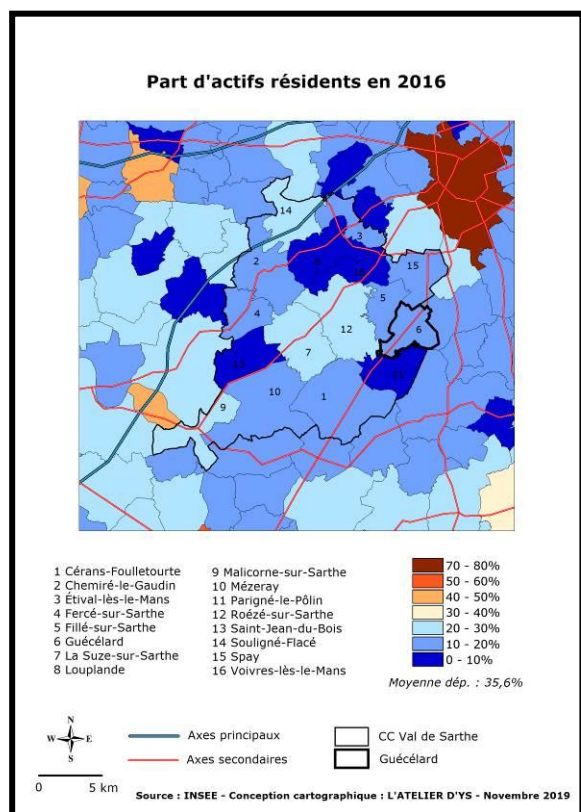 Part d'actifs résidents en 2016
14
3
2
15
8
16
5
4
6
12
7
13
11
10
1
9
1 Cérans-Foulletourte
2 Chemiré-le-Gaudin
3 Étival-lès-le-Mans
4 Fercé-sur-Sarthe
5 Fillé-sur-Sarthe
6 Guécélard
7 La Suze-sur-Sarthe
8 Louplande
9 Malicorne-sur-Sarthe
10 Mézeray
11 Parigné-le-Pôlin
12 Roézé-sur-Sarthe
13 Saint-Jean-du-Bois
14 Souligné-Flacé
15 Spay
16 Voivres-lès-le-Mans
70 - 80%
50 - 60%
40 - 50%
30 - 40%
20 - 30%
10 - 20%
0 - 10%
Moyenne dép. : 35,6%
N
W E
S
Axes principaux
Axes secondaires
CC Val de Sarthe
Guécélard
0 5 km
Source : INSEE - Conception cartographique : L'ATELIER D'YS - Novembre 2019